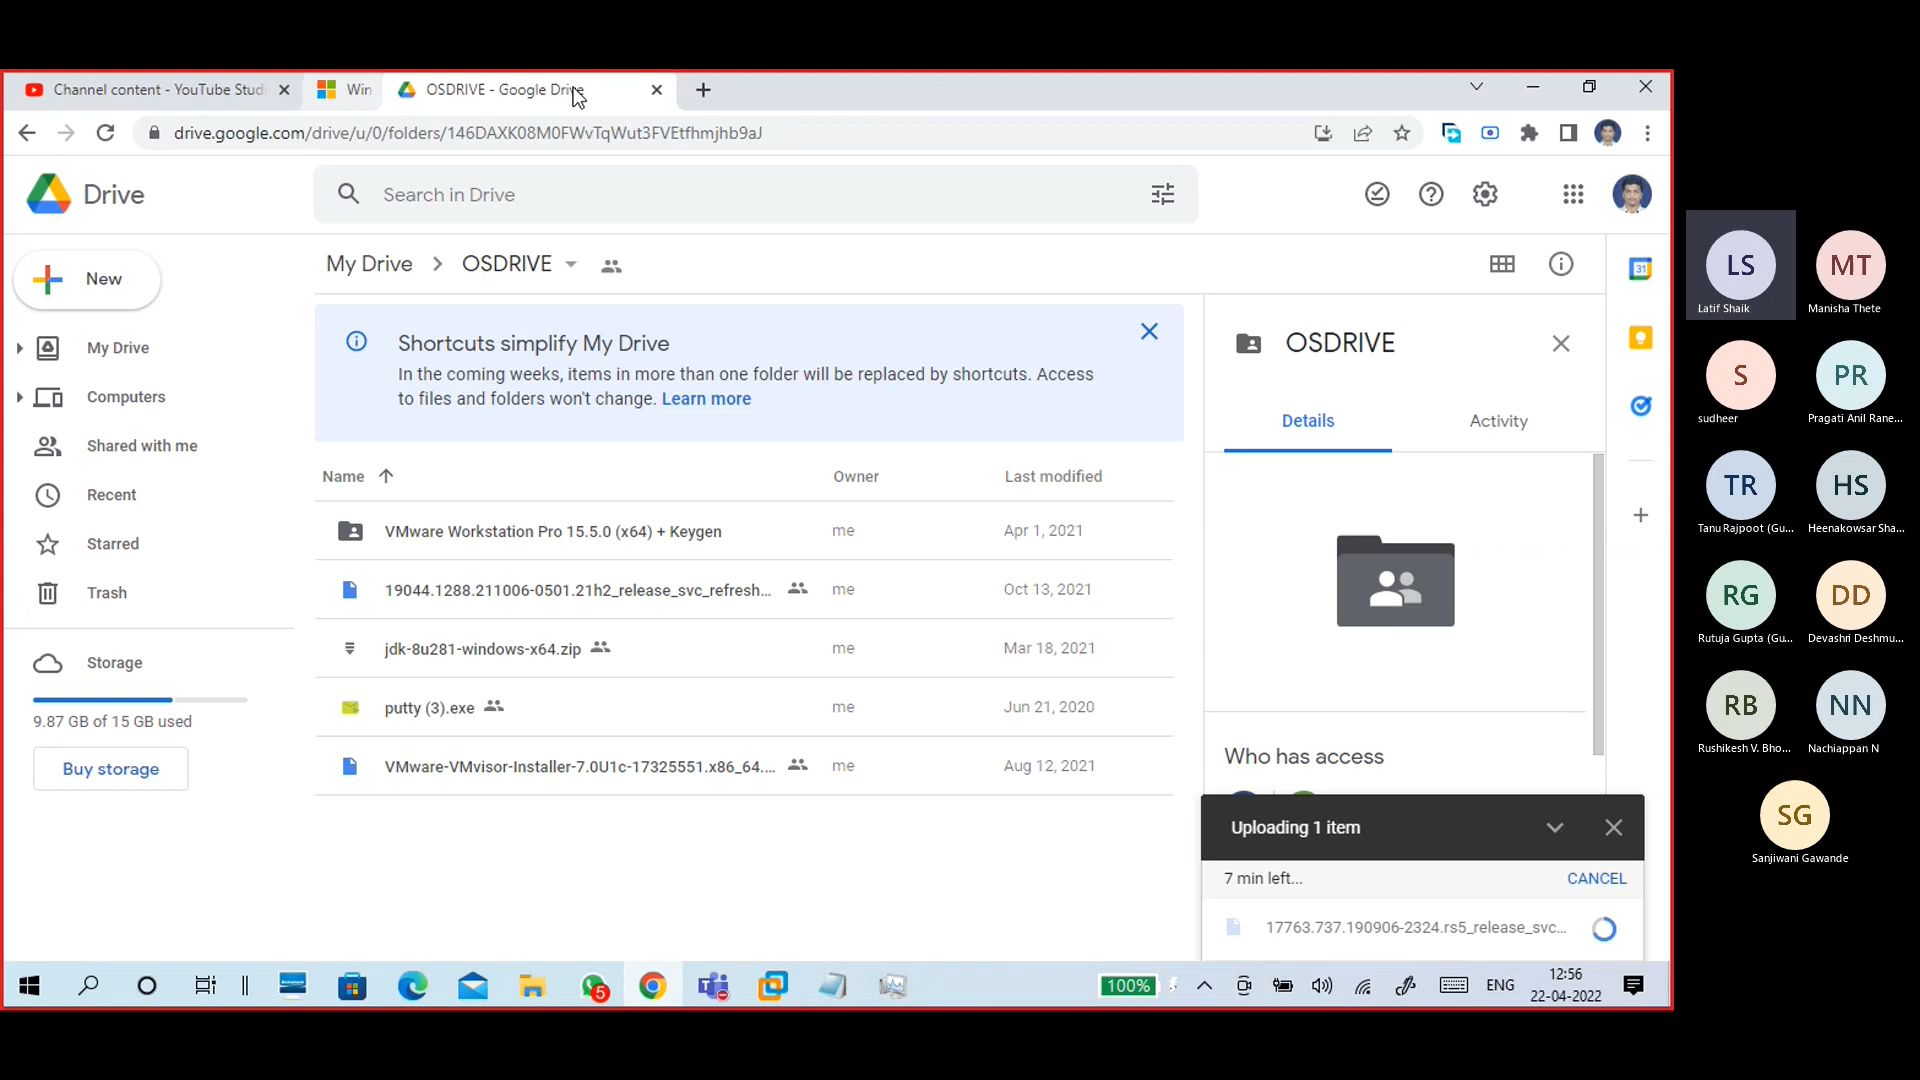 Channel content - YouTube Studi
Win
OSDRIVE - Google Drive
drive.google.com/drive/u/0/folders/146DAXK08M0FWvTqWut3FVEtfhmjhb9aJ
Drive
Search in Drive
New
My Drive
OSDRIVE
31
My Drive
Computers
Shared with me
Recent
Starred
Trash
Storage
9.87 GB of 15 GB used
Buy storage
Shortcuts simplify My Drive
In the coming weeks, items in more than one folder will be replaced by shortcuts. Access
to files and folders won't change. Learn more
Name
Owner
Last modified
VMware Workstation Pro 15.5.0 (x64) + Keygen
me
Apr 1, 2021
19044.1288.211006-0501.21h2_release_svc_refresh...
me
Oct 13, 2021
jdk-8u281-windows-x64.zip
me
Mar 18, 2021
putty (3).exe
me
Jun 21, 2020
VMware-VMvisor-Installer-7.0U1c-17325551.x86_64....
me
Aug 12, 2021
OSDRIVE
Details
Activity
Who has access
Uploading 1 item
7 min left...
CANCEL
17763.737.190906-2324.rs5_release_svc...
5
100%
ENG
12:56
22-04-2022
LS
Latif Shaik
MT
Manisha Thete
S
sudheer
PR
Pragati Anil Rane...
TR
Tanu Rajpoot (Gu...
HS
Heenakowsar Sha...
RG
Rutuja Gupta (Gu...
DD
Devashri Deshmu...
RB
Rushikesh V. Bho...
NN
Nachiappan N
SG
Sanjiwani Gawande